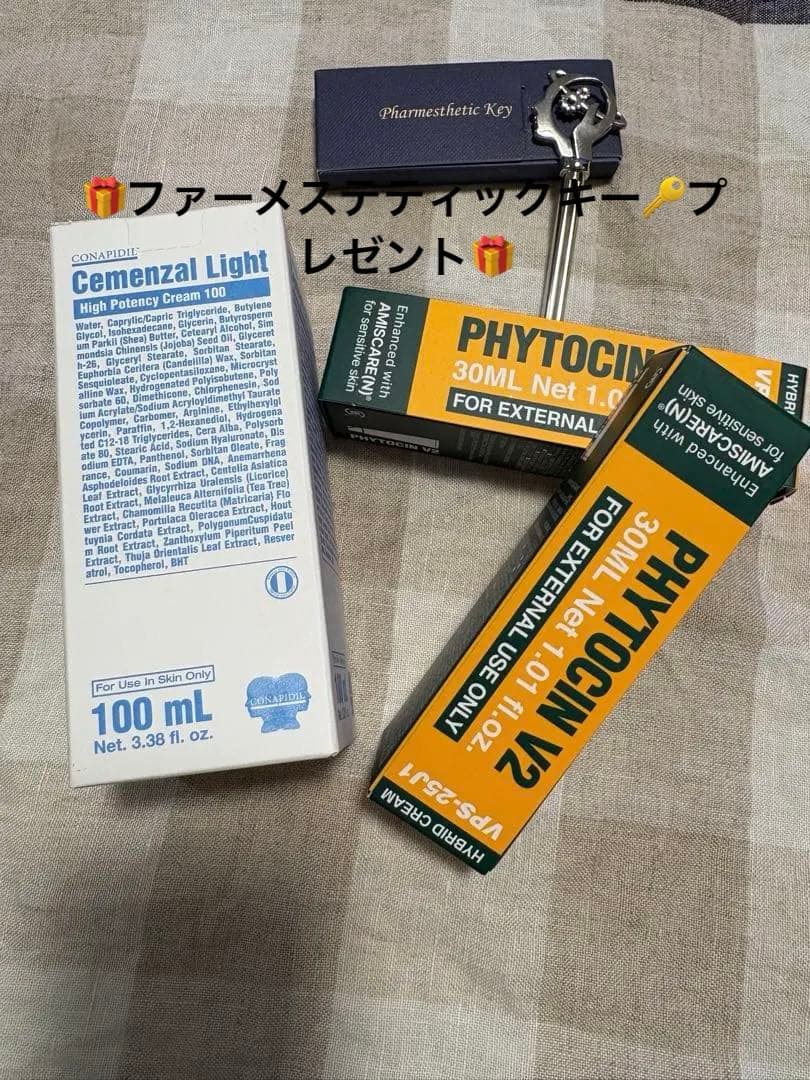 Pharmesthetic Key
🎁ファーメステティックキー🔑プ
レゼント🎁
CONAPIDIL
Cemenzal Light
High Potency Cream 100
Water, Caprylic/Capric Triglyceride, Butylene
Glycol, Isohexadecane, Glycerin, Butyrosperm
um Parkii (Shea) Butter, Cetearyl Alcohol, Sim
mondsia Chinensis (Jojoba) Seed Oil, Glyceret
h-26, Glyceryl Stearate, Sorbitan Stearate,
Euphorbia Cerifera (Candelilla) Wax, Sorbitan
Sesquioleate, Cyclopentasiloxane, Microcryst
alline Wax, Hydrogenated Polyisobutene, Poly
sorbate 60, Dimethicone, Chlorphenesin, Sod
ium Acrylate/Sodium Acryloyldimethyl Taurate
Copolymer, Carbomer, Arginine, Ethylhexylgl
ycerin, Paraffin, 1,2-Hexanediol, Hydrogena
ted C12-18 Triglycerides, Cera Alba, Polysorb
ate 80, Stearic Acid, Sodium Hyaluronate, Dis
odium EDTA, Panthenol, Sorbitan Oleate, Frag
rance, Coumarin, Sodium DNA, Anemarrhena
Asphodeloides Root Extract, Centella Asiatica
Leaf Extract, Glycyrrhiza Uralensis (Licorice)
Root Extract, Melaleuca Alternifolia (Tea Tree)
Extract, Chamomilla Recutita (Matricaria) Flo
wer Extract, Portulaca Oleracea Extract, Hout
tuynia Cordata Extract, PolygonumCuspidatu
m Root Extract, Zanthoxylum Piperitum Peel
Extract, Thuja Orientalis Leaf Extract, Resver
atrol, Tocopherol, BHT
For Use In Skin Only
100 mL
Net. 3.38 fl. oz.
CONAPIDIL
Enhanced with
AMISCARE(N)®
for sensitive skin
PHYTOCIN
30ML Net 1.0
FOR EXTERNAL
VP
HYBRI
PHYTOCIN V2
Enhanced with
AMISCARE(N)®
for sensitive skin
PHYTOCIN V2
30ML Net 1.01 fl.oz.
FOR EXTERNAL USE ONLY
VPS-25J1
HYBRID CREAM